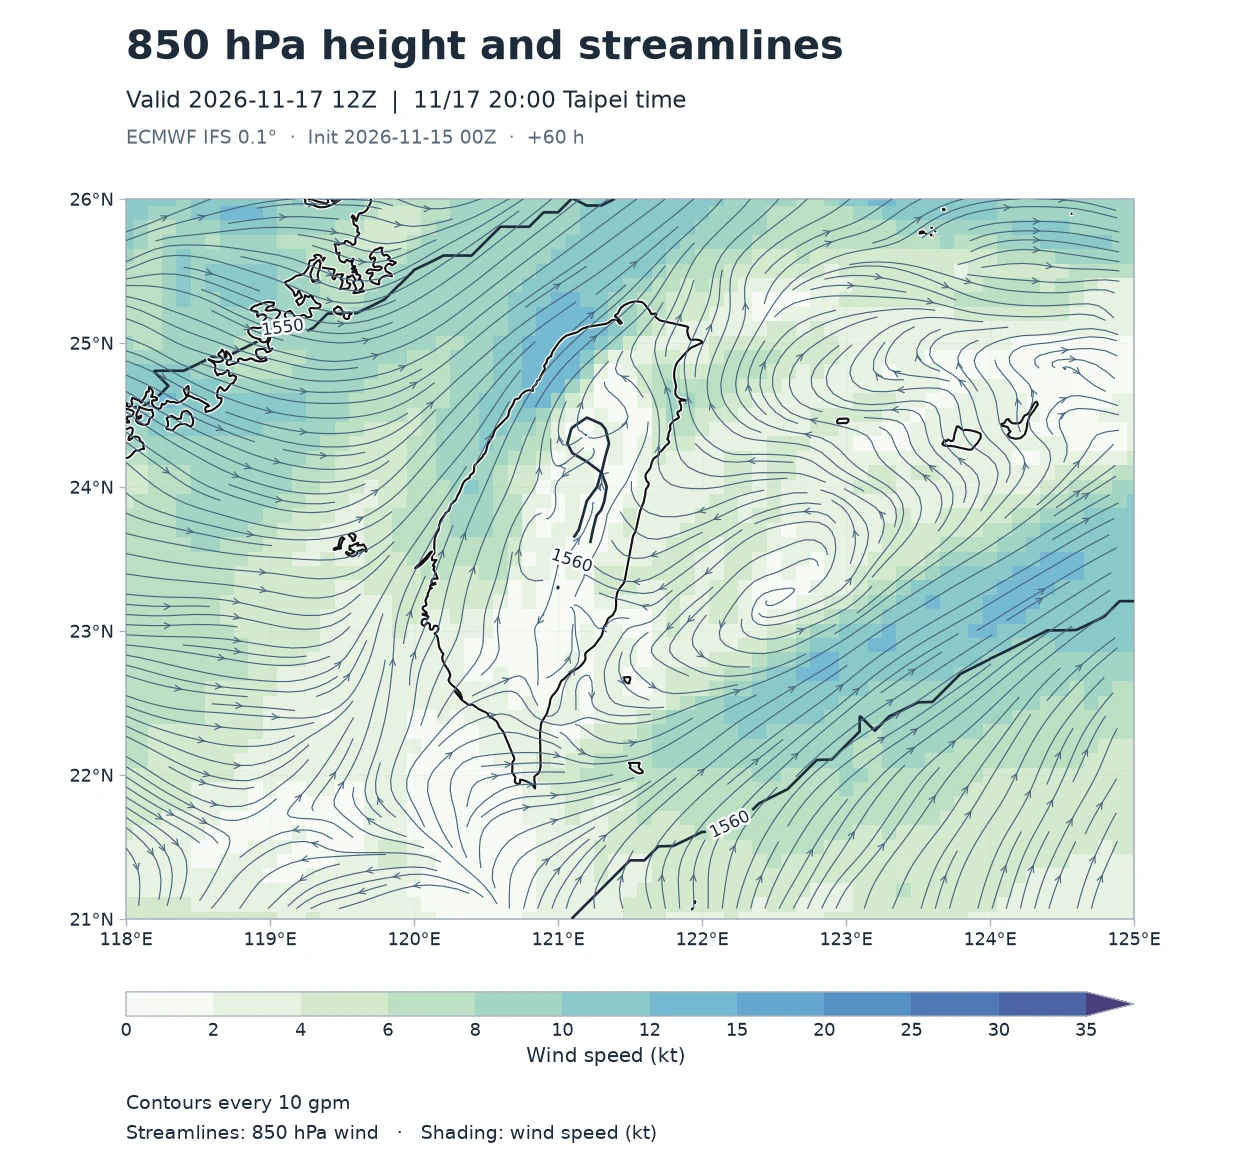 850 hPa height and streamlines
Valid 2026-11-17 12Z | 11/17 20:00 Taipei time
ECMWF IFS 0.1° · Init 2026-11-15 00Z · +60 h
26°N
1550
25°N
24°N
1560
23°N
22°N
1560
21°N
118°E 119°E 120°E 121°E 122°E 123°E 124°E 125°E
0 2 4 6 8 10 12 15 20 25 30 35
Wind speed (kt)
Contours every 10 gpm
Streamlines: 850 hPa wind · Shading: wind speed (kt)